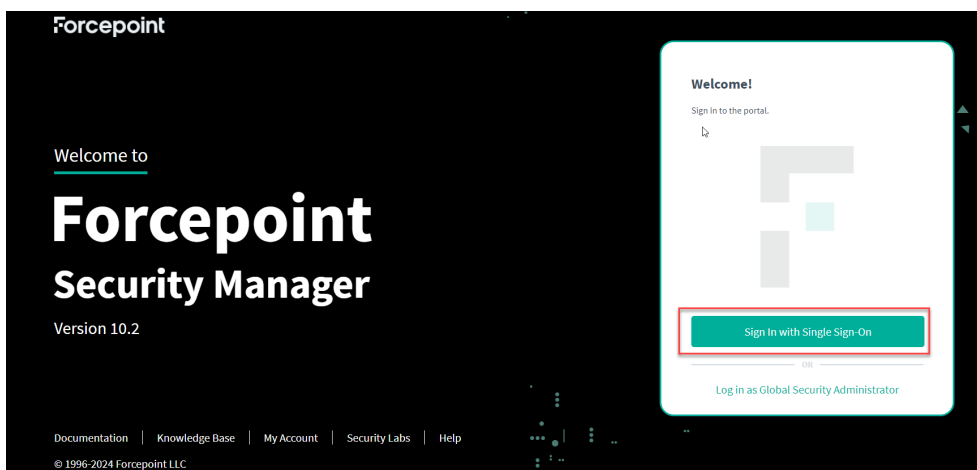 Forcepoint
Welcome!
Sign in to the portal.
Welcome to
Forcepoint
Security Manager
Version 10.2
Sign In with Single Sign-On
OR
Log in as Global Security Administrator
Documentation | Knowledge Base | My Account | Security Labs | Help
© 1996-2024 Forcepoint LLC